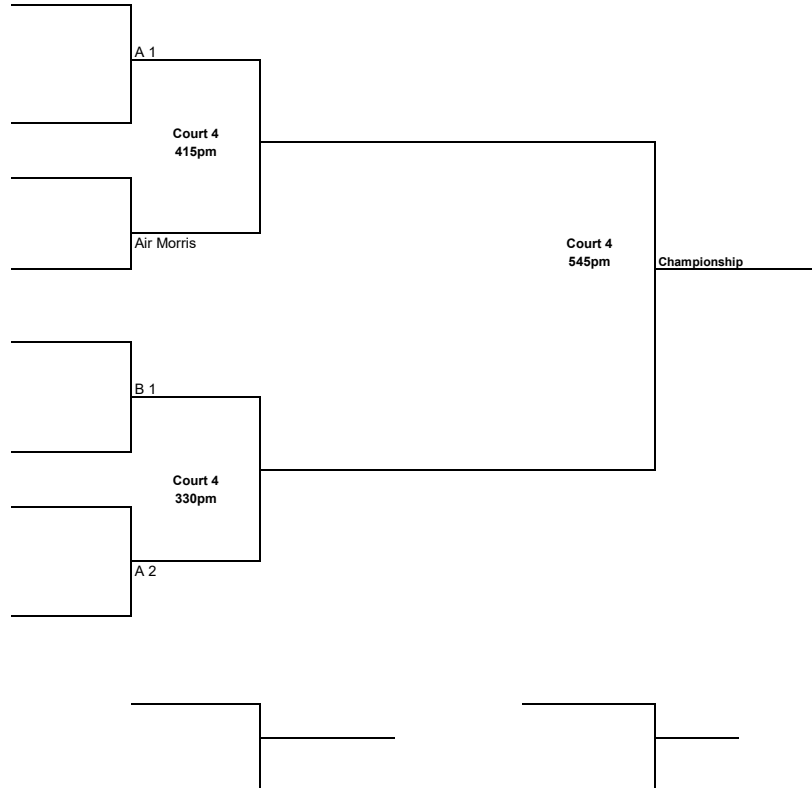 A 1
Court 4
415pm
Air Morris
Court 4
545pm
Championship
B 1
Court 4
330pm
A 2